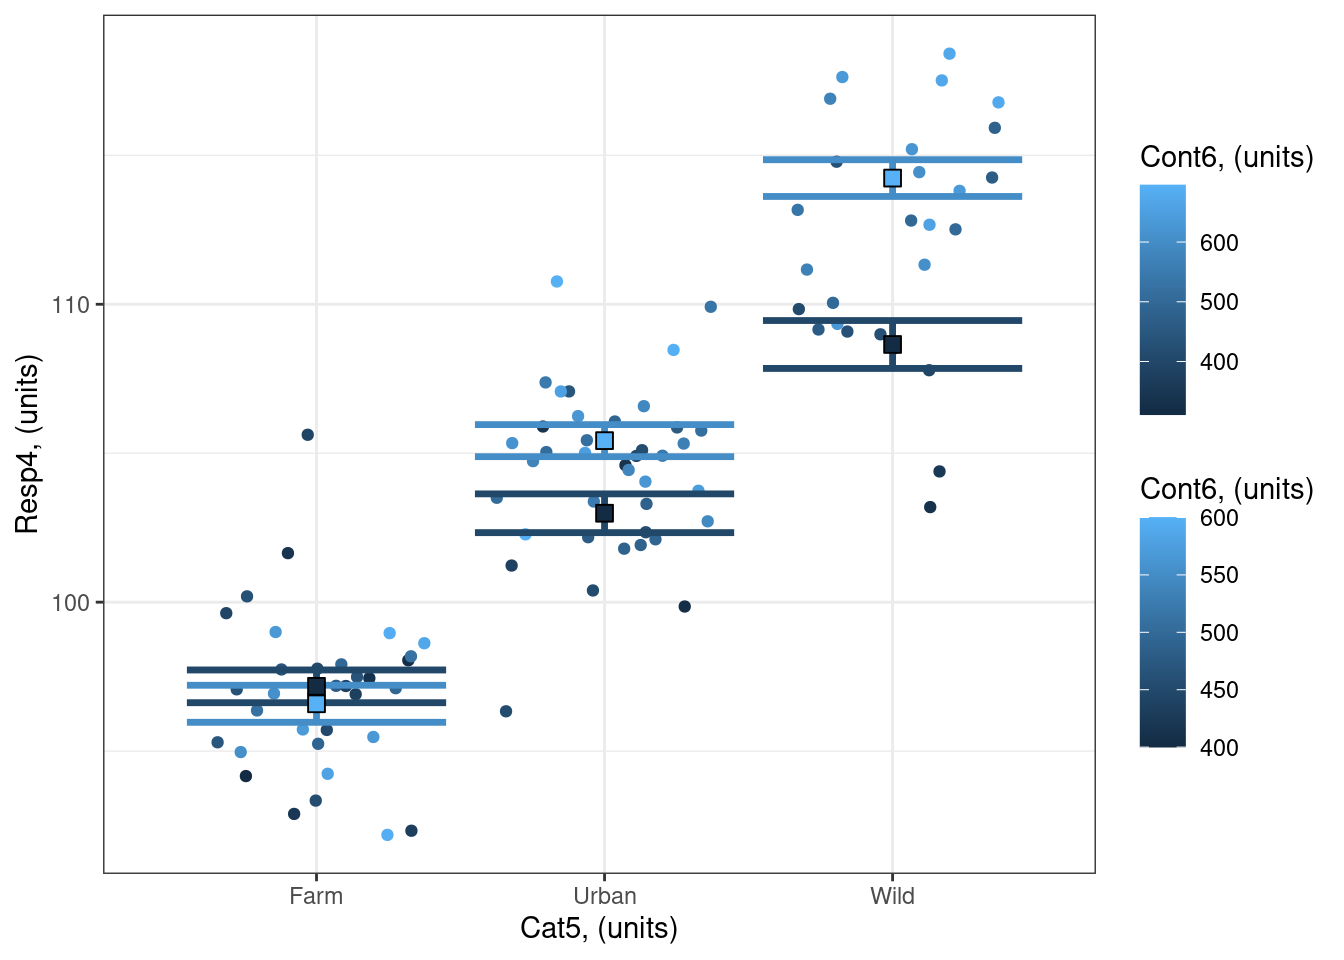 Resp4, (units)
110
100
Farm
Urban
Wild
Cat5, (units)
Cont6, (units)
600
500
400
Cont6, (units)
600
550
500
450
400